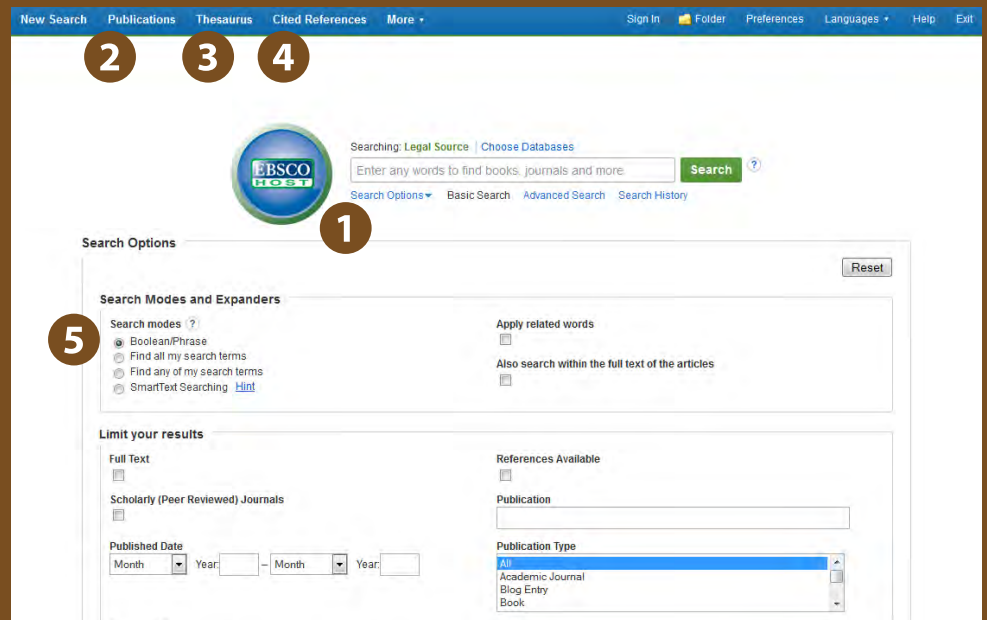 New Search Publications Thesaurus Cited References More Sign In Folder Preferences Languages Help Exit
2 3 4
Searching: Legal Source | Choose Databases
EBSCO
HOST
Enter any words to find books, journals and more. Search ?
Search Options Basic Search Advanced Search Search History
1
Search Options
Reset
Search Modes and Expanders
5
Search modes ? Apply related words
Boolean/Phrase
Find all my search terms
Find any of my search terms Also search within the full text of the articles
SmartText Searching Hint
Limit your results
Full Text References Available
Scholarly (Peer Reviewed) Journals Publication
Published Date Publication Type
Month Year: – Month Year: All
Academic Journal
Blog Entry
Book